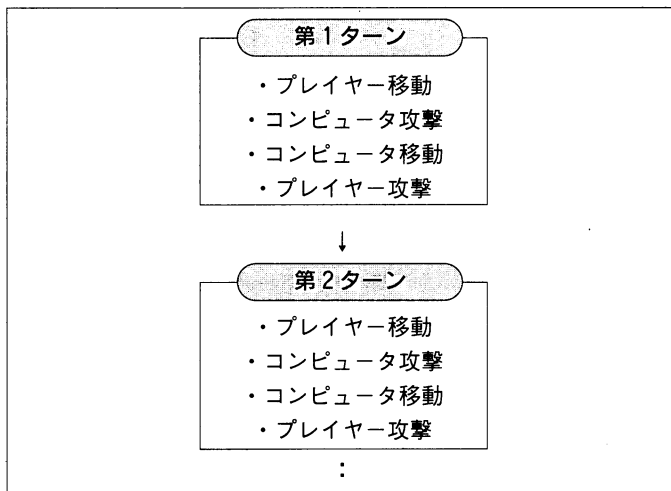 第1ターン
・プレイヤー移動
・コンピュータ攻撃
・コンピュータ移動
・プレイヤー攻撃
↓
第2ターン
・プレイヤー移動
・コンピュータ攻撃
・コンピュータ移動
・プレイヤー攻撃
：